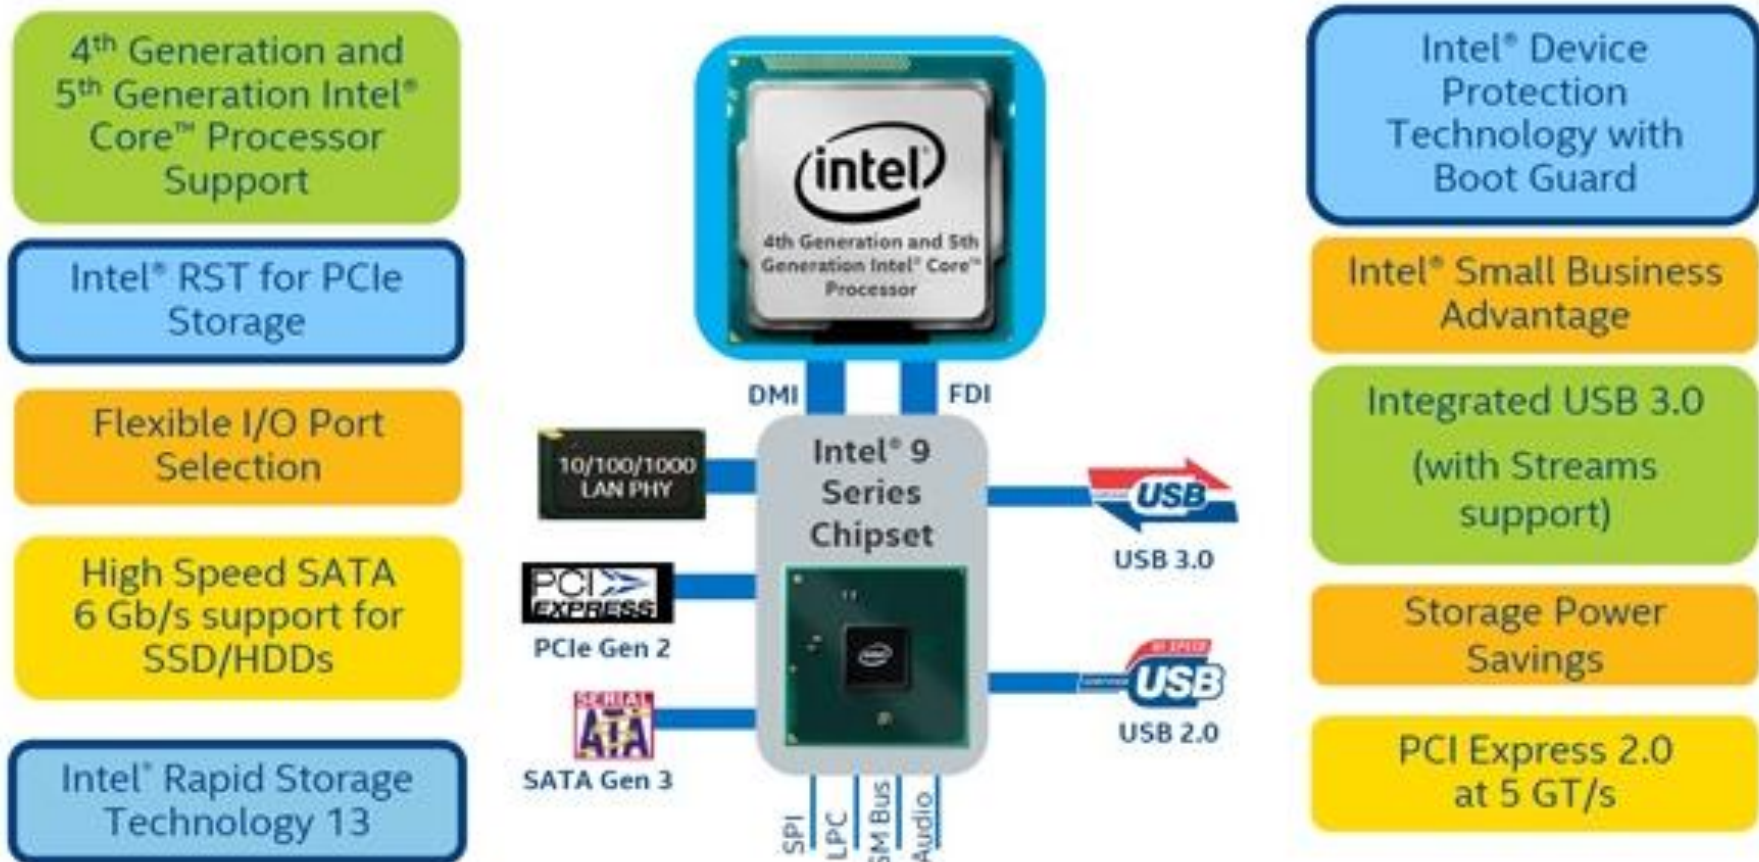 4th Generation and
5th Generation Intel®
Core™ Processor
Support
Intel® RST for PCIe
Storage
Flexible I/O Port
Selection
High Speed SATA
6 Gb/s support for
SSD/HDDs
Intel® Rapid Storage
Technology 13
intel®
4th Generation and 5th
Generation Intel® Core™
Processor
DMI
FDI
Intel® 9
Series
Chipset
10/100/1000
LAN PHY
PCI
EXPRESS
PCIe Gen 2
SERIAL
ATA
SATA Gen 3
intel
USB
USB 3.0
HI-SPEED
USB
USB 2.0
SPI
LPC
SM Bus
Audio
Intel® Device
Protection
Technology with
Boot Guard
Intel® Small Business
Advantage
Integrated USB 3.0
(with Streams
support)
Storage Power
Savings
PCI Express 2.0
at 5 GT/s